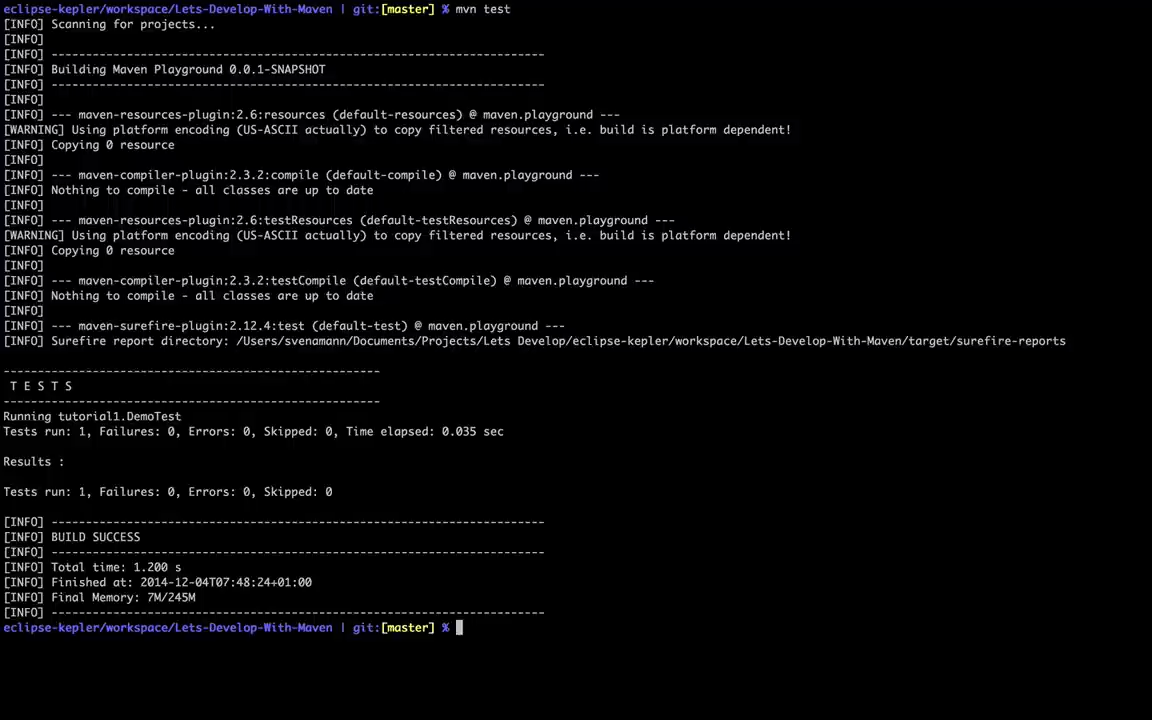 eclipse-kepler/workspace/Lets-Develop-With-Maven | git:[master] % mvn test
[INFO] Scanning for projects...
[INFO]
[INFO] ------------------------------------------------------------------------
[INFO] Building Maven Playground 0.0.1-SNAPSHOT
[INFO] ------------------------------------------------------------------------
[INFO]
[INFO] --- maven-resources-plugin:2.6:resources (default-resources) @ maven.playground ---
[WARNING] Using platform encoding (US-ASCII actually) to copy filtered resources, i.e. build is platform dependent!
[INFO] Copying 0 resource
[INFO]
[INFO] --- maven-compiler-plugin:2.3.2:compile (default-compile) @ maven.playground ---
[INFO] Nothing to compile - all classes are up to date
[INFO]
[INFO] --- maven-resources-plugin:2.6:testResources (default-testResources) @ maven.playground ---
[WARNING] Using platform encoding (US-ASCII actually) to copy filtered resources, i.e. build is platform dependent!
[INFO] Copying 0 resource
[INFO]
[INFO] --- maven-compiler-plugin:2.3.2:testCompile (default-testCompile) @ maven.playground ---
[INFO] Nothing to compile - all classes are up to date
[INFO]
[INFO] --- maven-surefire-plugin:2.12.4:test (default-test) @ maven.playground ---
[INFO] Surefire report directory: /Users/svenamann/Documents/Projects/Lets Develop/eclipse-kepler/workspace/Lets-Develop-With-Maven/target/surefire-reports
-------------------------------------------------------
T E S T S
-------------------------------------------------------
Running tutorial1.DemoTest
Tests run: 1, Failures: 0, Errors: 0, Skipped: 0, Time elapsed: 0.035 sec
Results :
Tests run: 1, Failures: 0, Errors: 0, Skipped: 0
[INFO] ------------------------------------------------------------------------
[INFO] BUILD SUCCESS
[INFO] ------------------------------------------------------------------------
[INFO] Total time: 1.200 s
[INFO] Finished at: 2014-12-04T07:48:24+01:00
[INFO] Final Memory: 7M/245M
[INFO] ------------------------------------------------------------------------
eclipse-kepler/workspace/Lets-Develop-With-Maven | git:[master] %